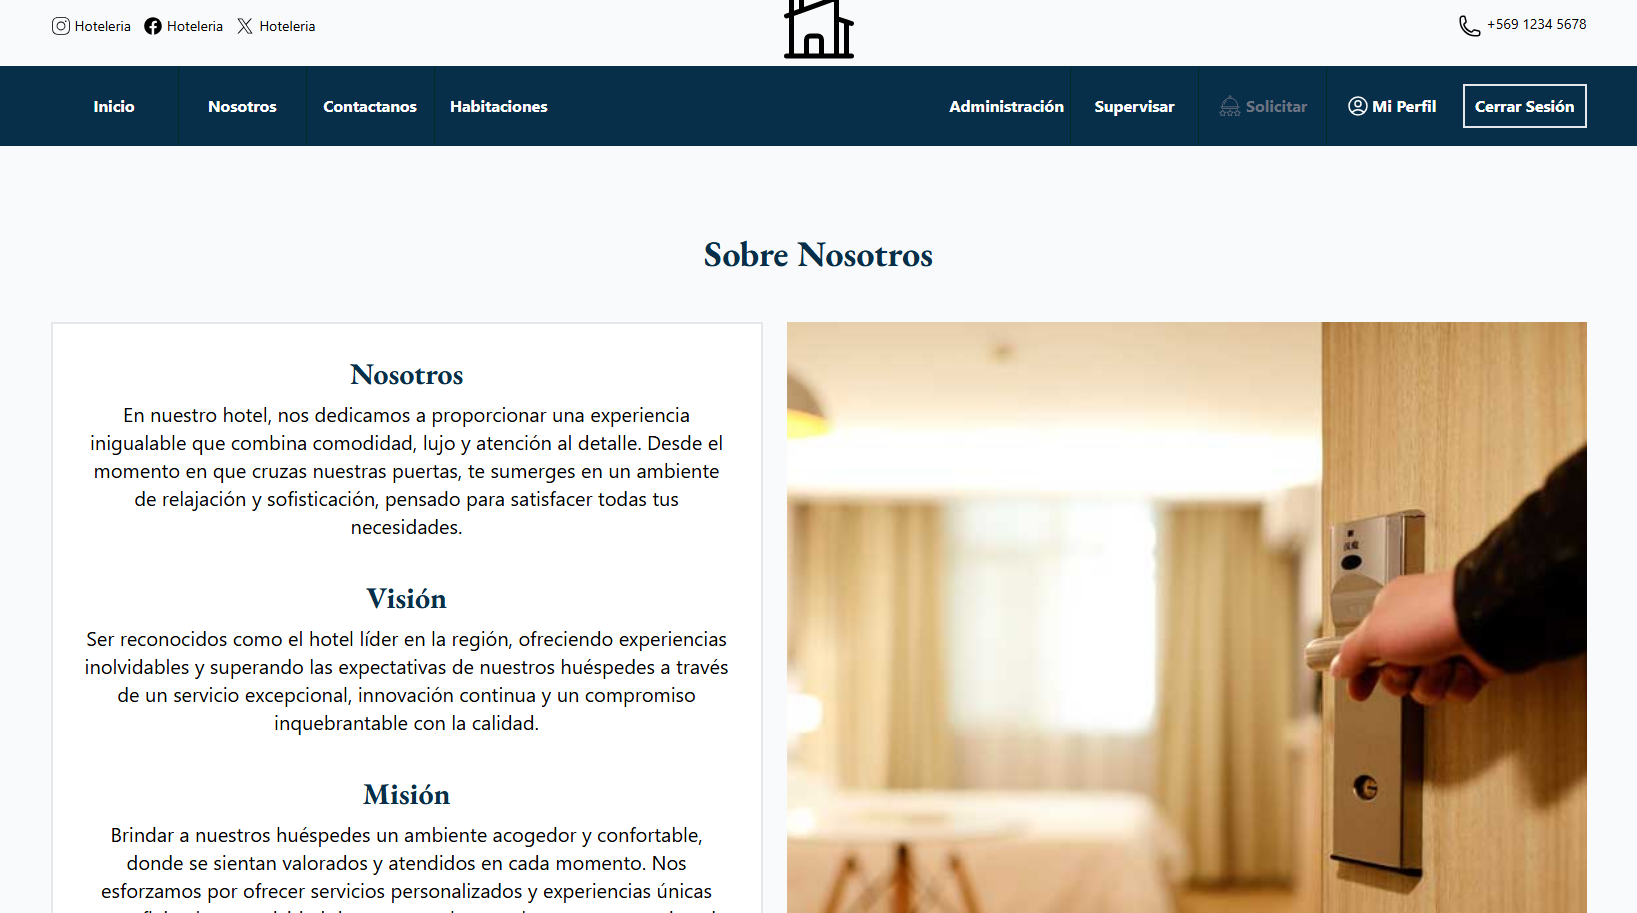 Hoteleria Hoteleria Hoteleria
+569 1234 5678
Inicio Nosotros Contactanos Habitaciones Administración Supervisar Solicitar Mi Perfil Cerrar Sesión
Sobre Nosotros
Nosotros
En nuestro hotel, nos dedicamos a proporcionar una experiencia
inigualable que combina comodidad, lujo y atención al detalle. Desde el
momento en que cruzas nuestras puertas, te sumerges en un ambiente
de relajación y sofisticación, pensado para satisfacer todas tus
necesidades.
Visión
Ser reconocidos como el hotel líder en la región, ofreciendo experiencias
inolvidables y superando las expectativas de nuestros huéspedes a través
de un servicio excepcional, innovación continua y un compromiso
inquebrantable con la calidad.
Misión
Brindar a nuestros huéspedes un ambiente acogedor y confortable,
donde se sientan valorados y atendidos en cada momento. Nos
esforzamos por ofrecer servicios personalizados y experiencias únicas